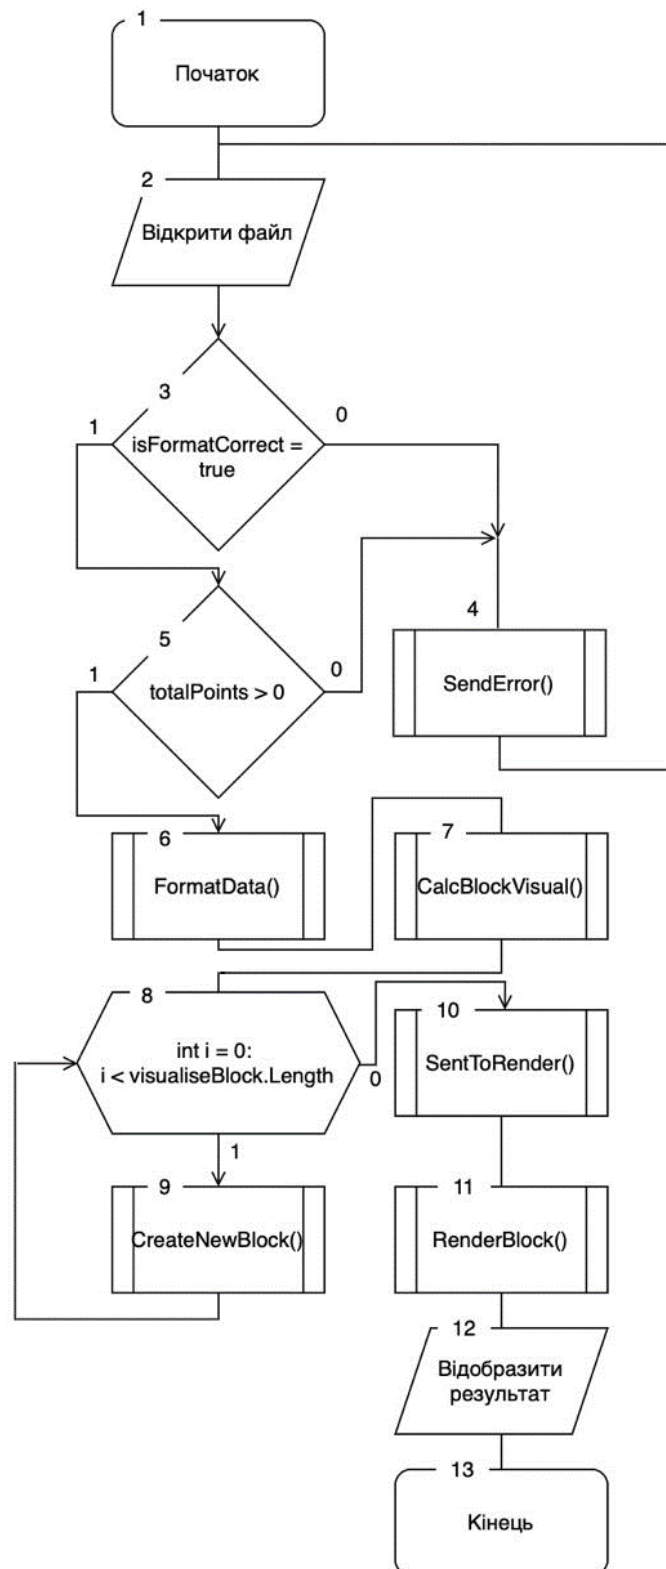 1
Початок
2
Відкрити файл
3
1
0
isFormatCorrect =
true
4
5
1
0
totalPoints > 0
SendError()
6
7
FormatData()
CalcBlockVisual()
8
10
int i = 0:
i < visualiseBlock.Length
0
SentToRender()
1
9
11
CreateNewBlock()
RenderBlock()
12
Відобразити
результат
13
Кінець